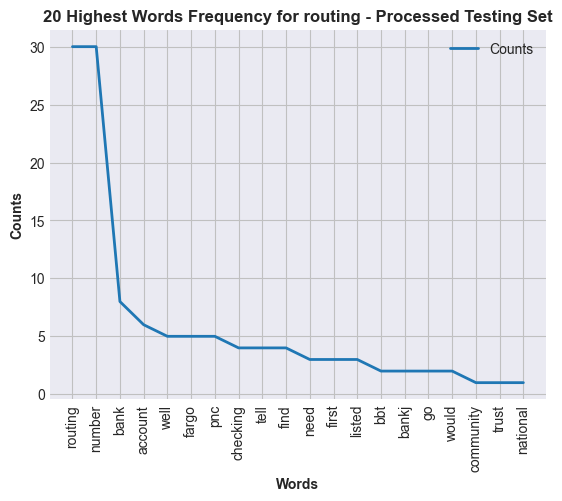 20 Highest Words Frequency for routing - Processed Testing Set
Counts
30
25
20
15
10
5
0
Counts
routing
number
bank
account
well
fargo
pnc
checking
tell
find
need
first
listed
bbt
bankj
go
would
community
trust
national
Words